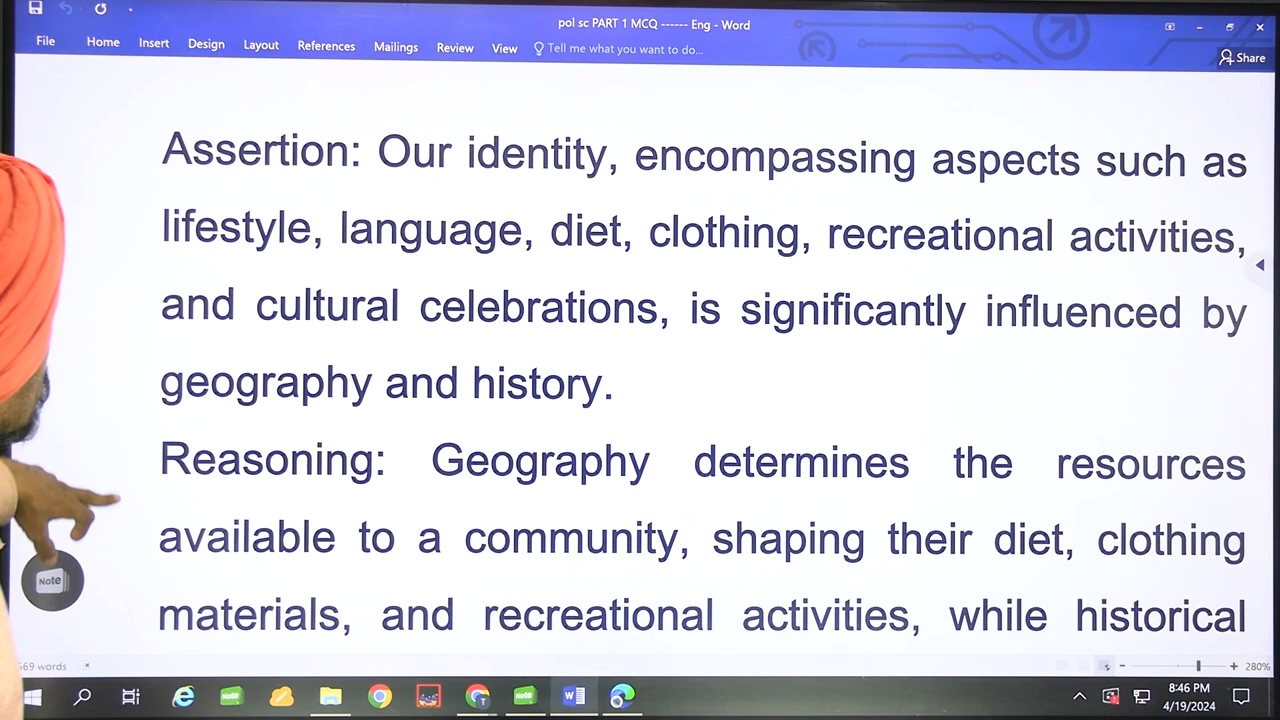 pol sc PART 1 MCQ ------ Eng - Word
File Home Insert Design Layout References Mailings Review View Tell me what you want to do... Share
Assertion: Our identity, encompassing aspects such as
lifestyle, language, diet, clothing, recreational activities,
and cultural celebrations, is significantly influenced by
geography and history.
Reasoning: Geography determines the resources
available to a community, shaping their diet, clothing
materials, and recreational activities, while historical
Note
569 words 280%
Note Note
8:46 PM
4/19/2024